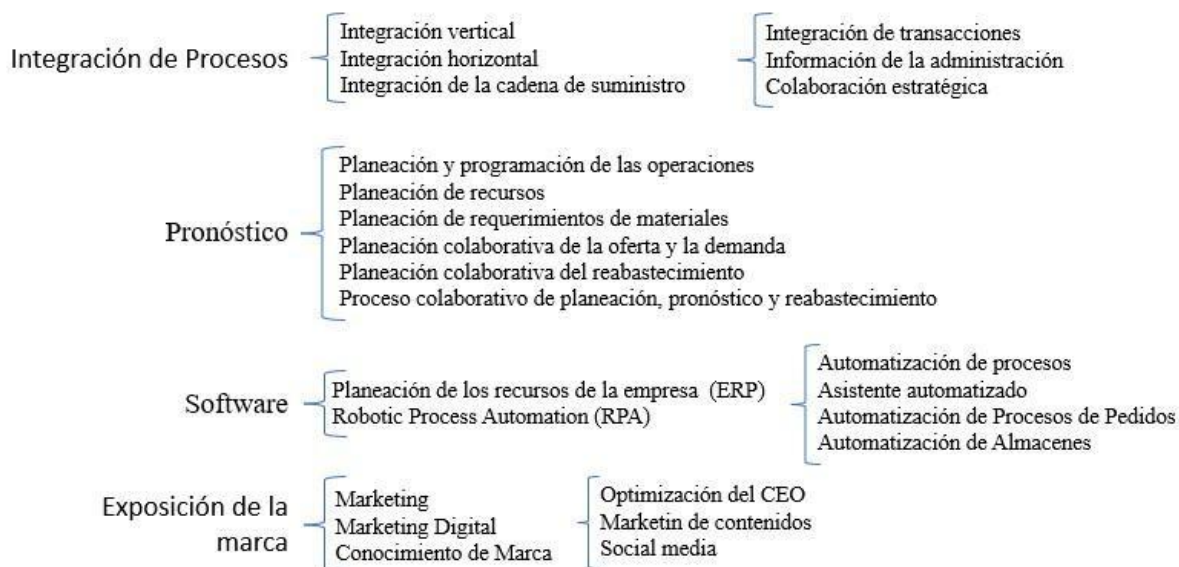 Integración de Procesos
Integración vertical
Integración horizontal
Integración de la cadena de suministro
Integración de transacciones
Información de la administración
Colaboración estratégica
Pronóstico
Planeación y programación de las operaciones
Planeación de recursos
Planeación de requerimientos de materiales
Planeación colaborativa de la oferta y la demanda
Planeación colaborativa del reabastecimiento
Proceso colaborativo de planeación, pronóstico y reabastecimiento
Software
Planeación de los recursos de la empresa (ERP)
Robotic Process Automation (RPA)
Automatización de procesos
Asistente automatizado
Automatización de Procesos de Pedidos
Automatización de Almacenes
Exposición de la
marca
Marketing
Marketing Digital
Conocimiento de Marca
Optimización del CEO
Marketin de contenidos
Social media